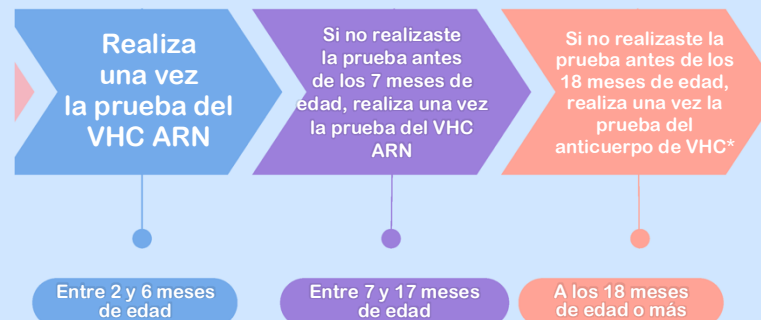 Realiza
una vez
la prueba del
VHC ARN
Si no realizaste
la prueba antes
de los 7 meses de
edad, realiza una vez
la prueba del VHC
ARN
Si no realizaste la
prueba antes de los
18 meses de edad,
realiza una vez la
prueba del
anticuerpo de VHC*
Entre 2 y 6 meses
de edad
Entre 7 y 17 meses
de edad
A los 18 meses
de edad o más